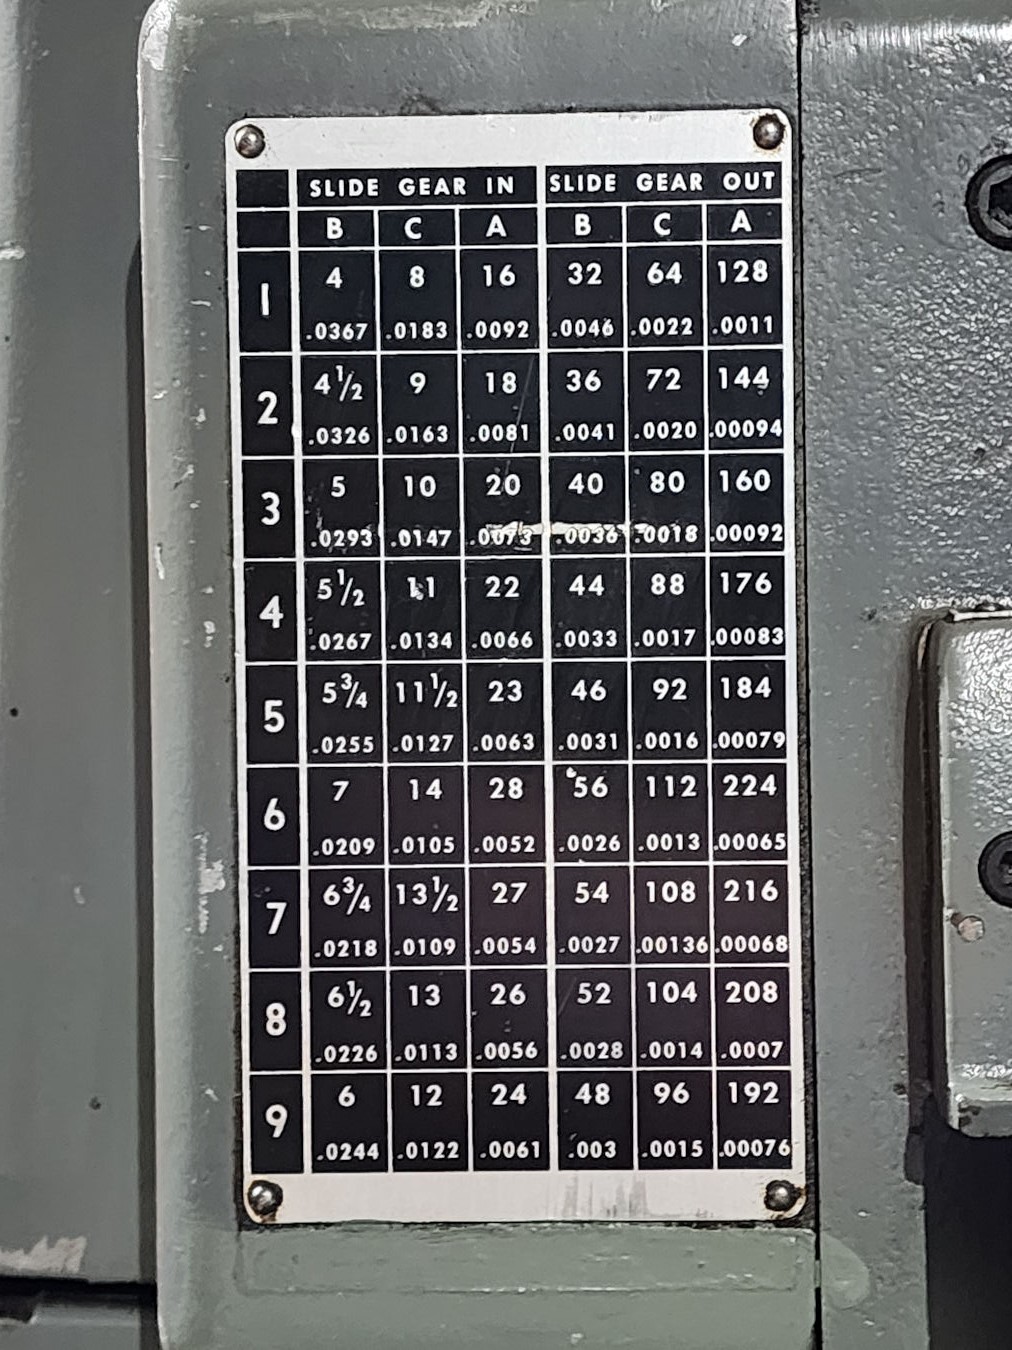 SLIDE GEAR IN SLIDE GEAR OUT
B C A B C A
1 4 8 16 32 64 128
.0367 .0183 .0092 .0046 .0022 .0011
2 4½ 9 18 36 72 144
.0326 .0163 .0081 .0041 .0020 .00094
3 5 10 20 40 80 160
.0293 .0147 .0073 .0036 .0018 .00092
4 5½ 11 22 44 88 176
.0267 .0134 .0066 .0033 .0017 .00083
5 5¾ 11½ 23 46 92 184
.0255 .0127 .0063 .0031 .0016 .00079
6 7 14 28 56 112 224
.0209 .0105 .0052 .0026 .0013 .00065
7 6¾ 13½ 27 54 108 216
.0218 .0109 .0054 .0027 .00136 .00068
8 6½ 13 26 52 104 208
.0226 .0113 .0056 .0028 .0014 .0007
9 6 12 24 48 96 192
.0244 .0122 .0061 .003 .0015 .00076